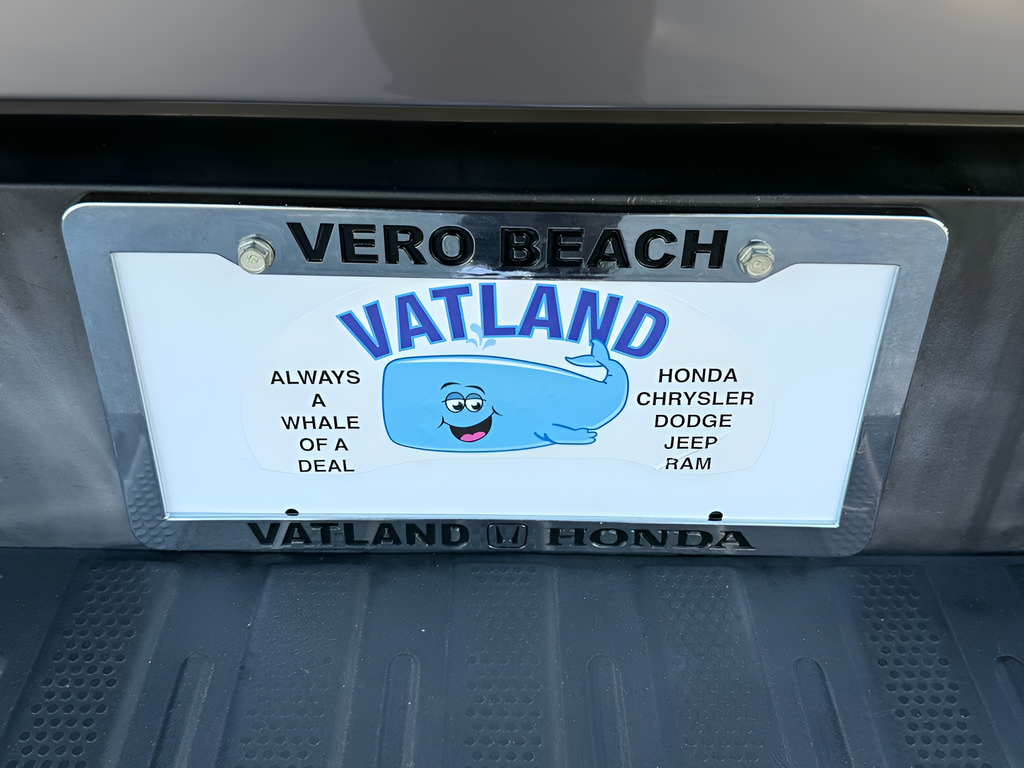 VERO BEACH
VATLAND
ALWAYS
A
WHALE
OF A
DEAL
HONDA
CHRYSLER
DODGE
JEEP
RAM
VATLAND HONDA